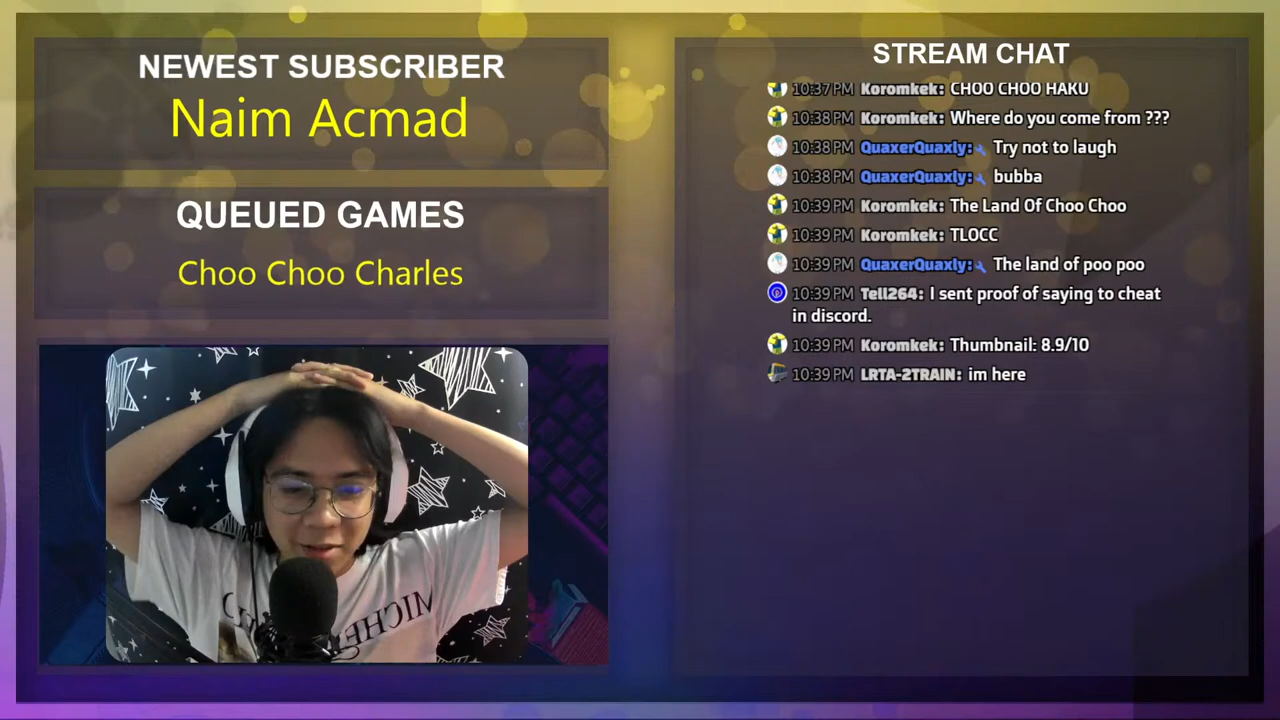 NEWEST SUBSCRIBER
Naim Acmad
QUEUED GAMES
Choo Choo Charles
STREAM CHAT
10:37 PM Koromkek: CHOO CHOO HAKU
10:38 PM Koromkek: Where do you come from ???
10:38 PM QuaxerQuaxly: Try not to laugh
10:38 PM QuaxerQuaxly: bubba
10:39 PM Koromkek: The Land Of Choo Choo
10:39 PM Koromkek: TLOCC
10:39 PM QuaxerQuaxly: The land of poo poo
10:39 PM Tell264: I sent proof of saying to cheat
in discord.
10:39 PM Koromkek: Thumbnail: 8.9/10
10:39 PM LRTA-2TRAIN: im here